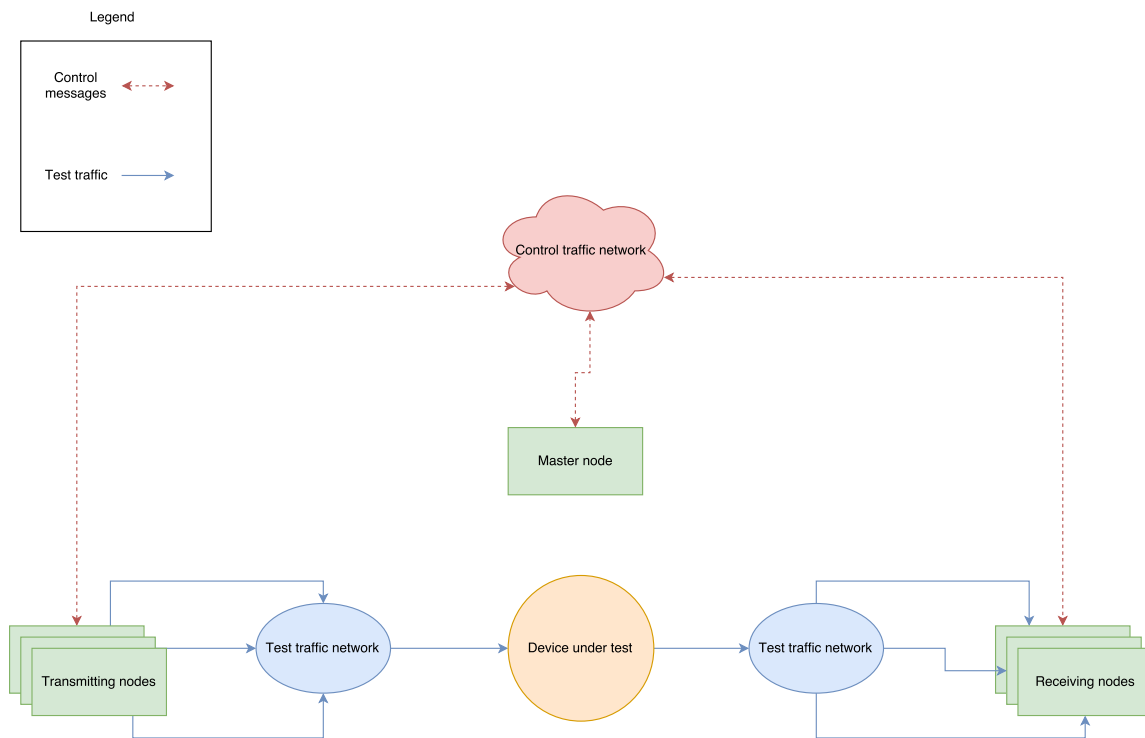 Legend
Control
messages
Test traffic
Control traffic network
Master node
Transmitting nodes
Test traffic network
Device under test
Test traffic network
Receiving nodes